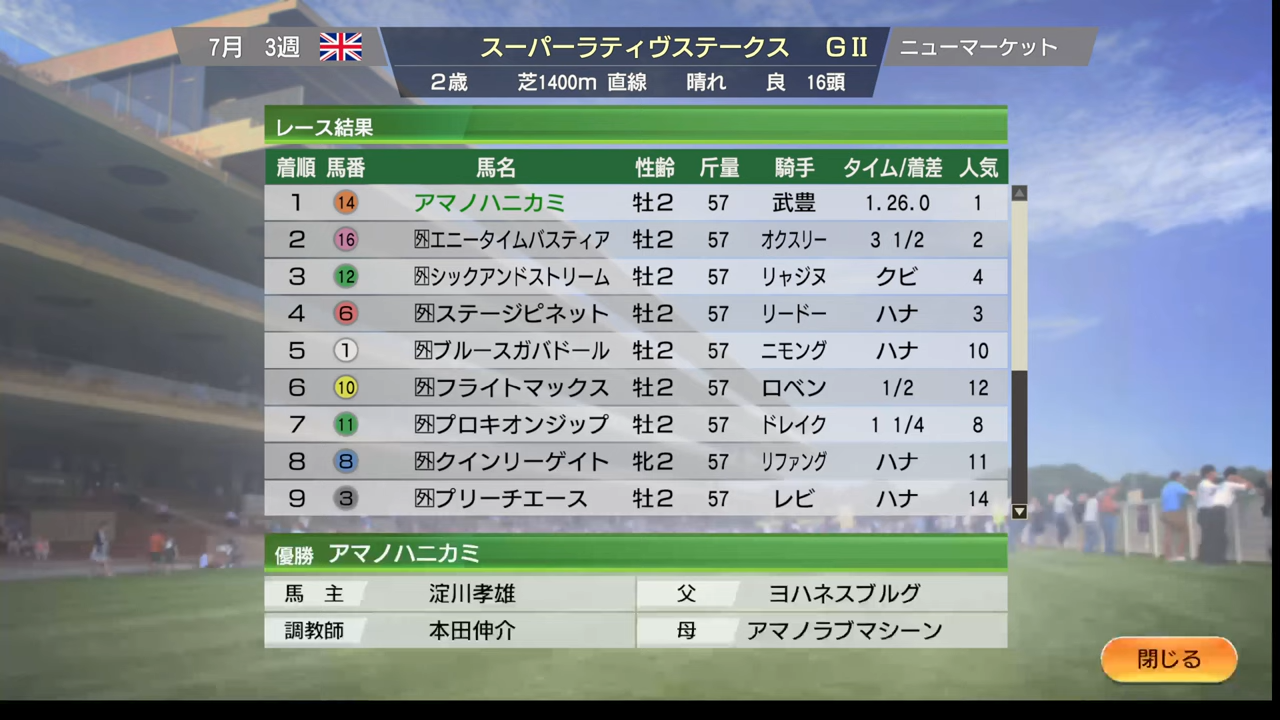 7月 3週 スーパーラティヴステークス GⅡ ニューマーケット
2歳 芝1400m 直線 晴れ 良 16頭
レース結果
着順 馬番 馬名 性齢 斤量 騎手 タイム/着差 人気
1 14 アマノハニカミ 牡2 57 武豊 1.26.0 1
2 16 外エニータイムバスティア 牡2 57 オクスリー 3 1/2 2
3 12 外シックアンドストリーム 牡2 57 リャジヌ クビ 4
4 6 外ステージピネット 牡2 57 リードー ハナ 3
5 1 外ブルースガバドール 牡2 57 ニモング ハナ 10
6 10 外フライトマックス 牡2 57 ロベン 1/2 12
7 11 外プロキオンジップ 牡2 57 ドレイク 1 1/4 8
8 8 外クインリーゲイト 牝2 57 リファング ハナ 11
9 3 外プリーチエース 牡2 57 レビ ハナ 14
優勝 アマノハニカミ
馬主 淀川孝雄 父 ヨハネスブルグ
調教師 本田伸介 母 アマノラブマシーン
閉じる